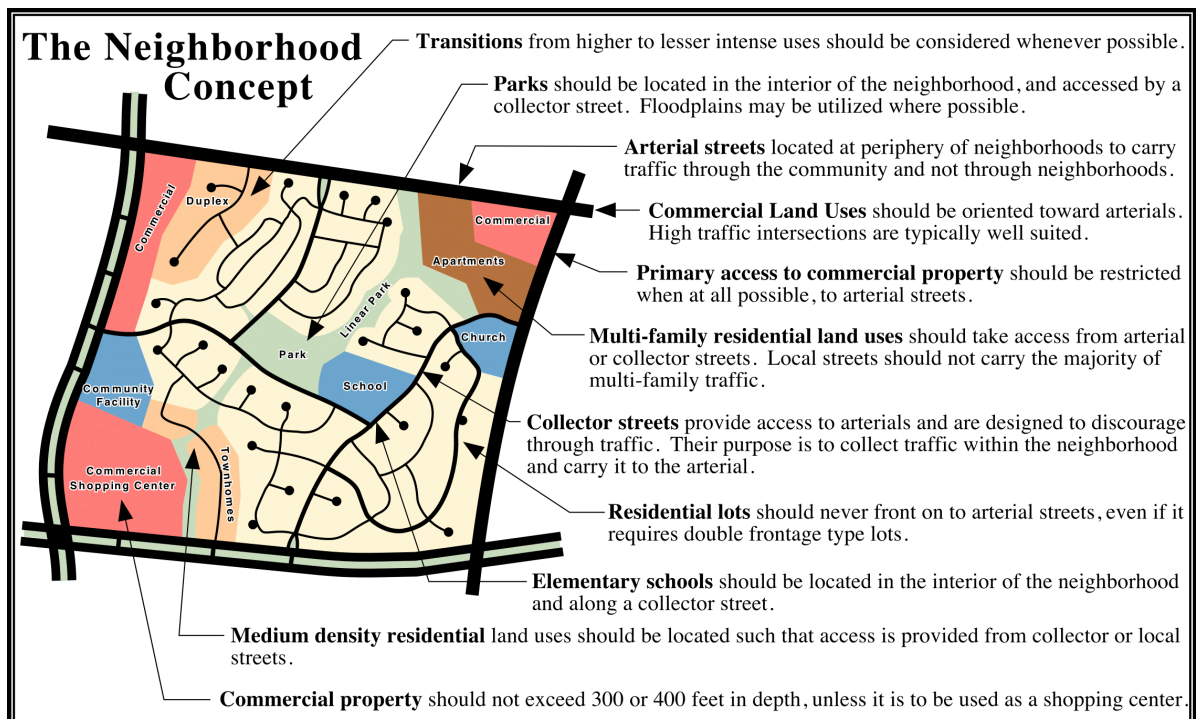 The Neighborhood
Concept
Transitions from higher to lesser intense uses should be considered whenever possible.
Parks should be located in the interior of the neighborhood, and accessed by a
collector street. Floodplains may be utilized where possible.
Arterial streets located at periphery of neighborhoods to carry
traffic through the community and not through neighborhoods.
Commercial Land Uses should be oriented toward arterials.
High traffic intersections are typically well suited.
Primary access to commercial property should be restricted
when at all possible, to arterial streets.
Multi-family residential land uses should take access from arterial
or collector streets. Local streets should not carry the majority of
multi-family traffic.
Collector streets provide access to arterials and are designed to discourage
through traffic. Their purpose is to collect traffic within the neighborhood
and carry it to the arterial.
Residential lots should never front on to arterial streets, even if it
requires double frontage type lots.
Elementary schools should be located in the interior of the neighborhood
and along a collector street.
Medium density residential land uses should be located such that access is provided from collector or local
streets.
Commercial property should not exceed 300 or 400 feet in depth, unless it is to be used as a shopping center.
Commercial
Duplex
Commercial
Apartments
Linear Park
Park
Church
School
Community
Facility
Commercial
Shopping Center
Townhomes